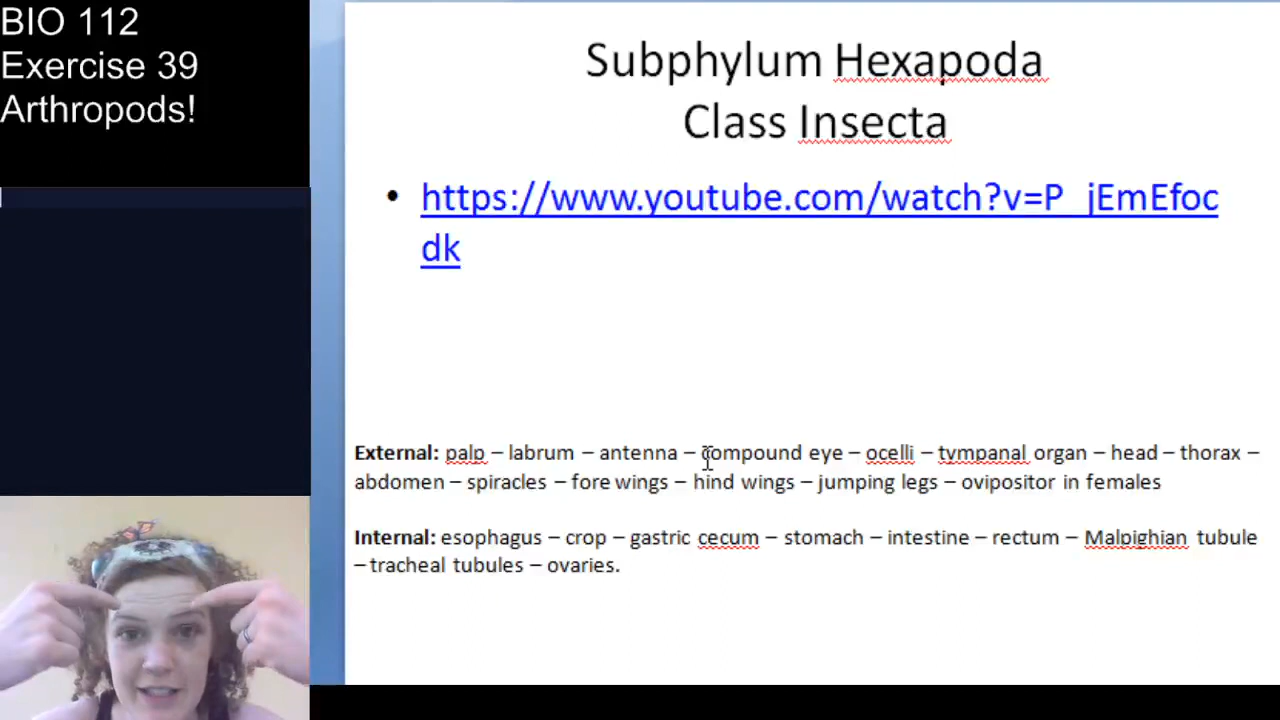 BIO 112
Exercise 39
Arthropods!
Subphylum Hexapoda
Class Insecta
• https://www.youtube.com/watch?v=P_jEmEfoc
dk
External: palp – labrum – antenna – compound eye – ocelli – tympanal organ – head – thorax –
abdomen – spiracles – fore wings – hind wings – jumping legs – ovipositor in females
Internal: esophagus – crop – gastric cecum – stomach – intestine – rectum – Malpighian tubule
– tracheal tubules – ovaries.